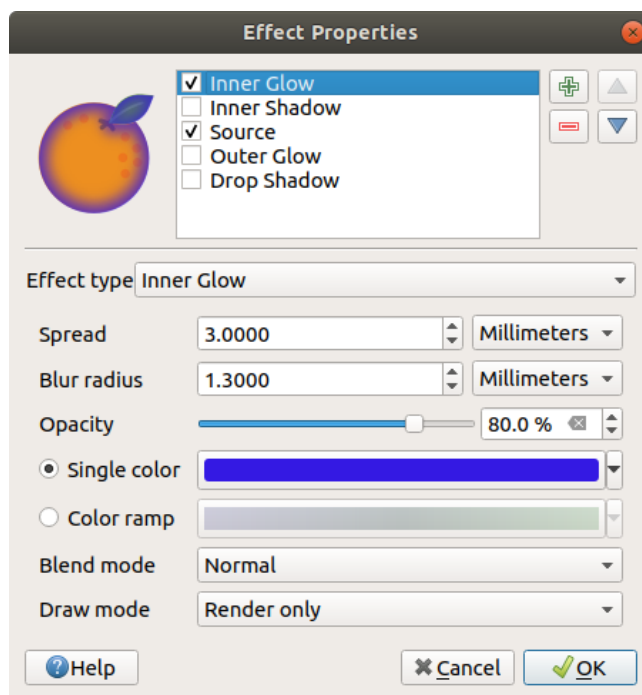 Effect Properties
Inner Glow
Inner Shadow
Source
Outer Glow
Drop Shadow
Effect type Inner Glow
Spread 3.0000 Millimeters
Blur radius 1.3000 Millimeters
Opacity 80.0 %
Single color
Color ramp
Blend mode Normal
Draw mode Render only
Help Cancel OK